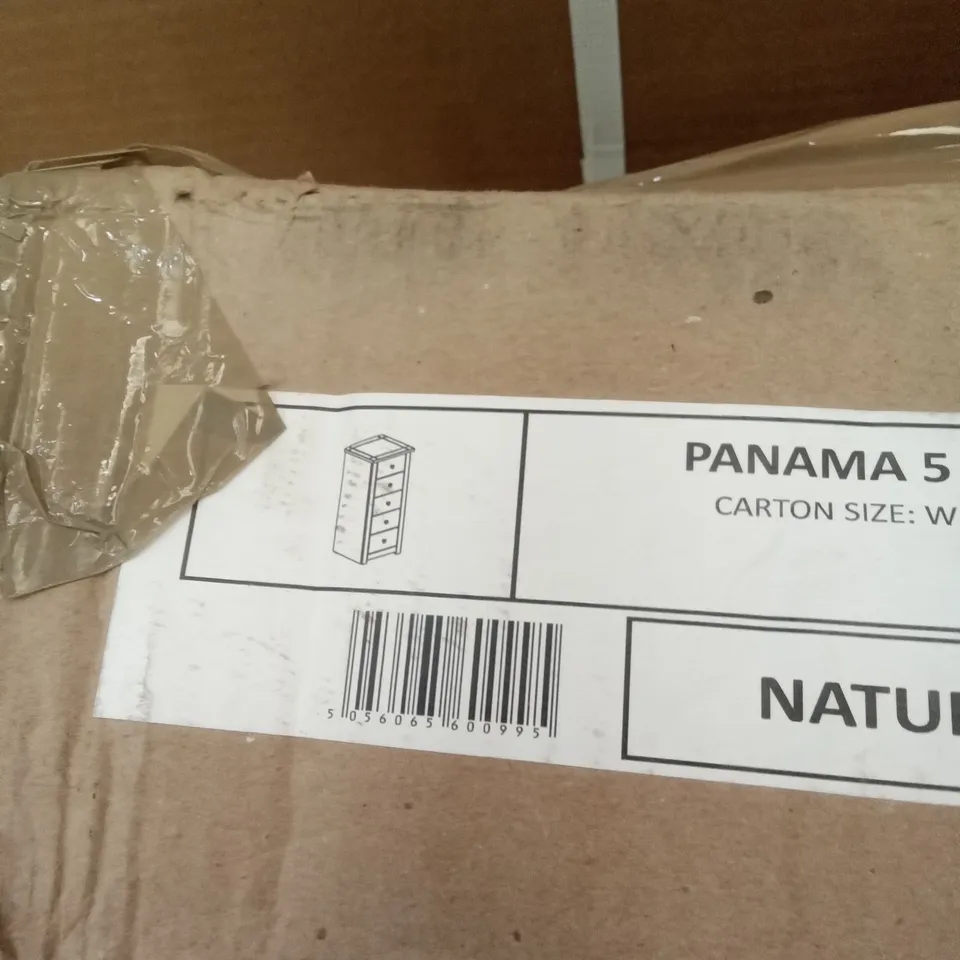 PANAMA 5
CARTON SIZE: W
5 056065 600995
NATU